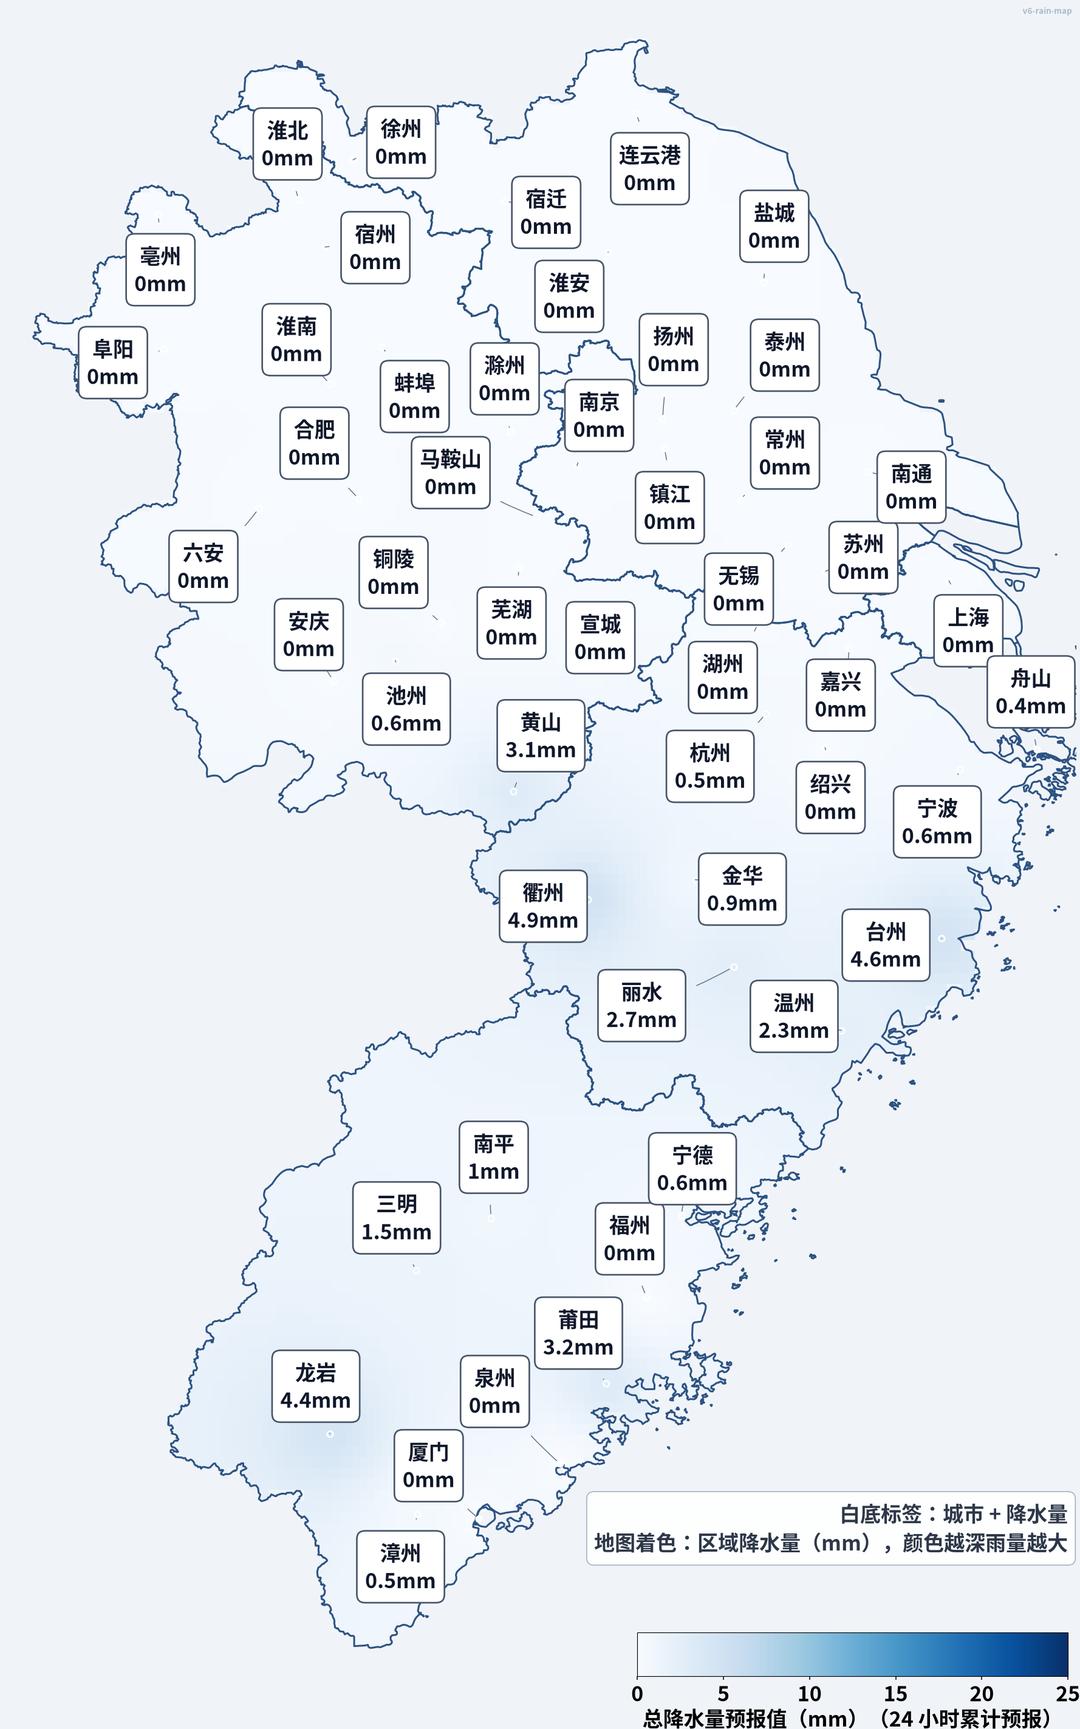 v6-rain-map
淮北
0mm
徐州
0mm
连云港
0mm
宿迁
0mm
盐城
0mm
宿州
0mm
亳州
0mm
淮安
0mm
淮南
0mm
扬州
0mm
泰州
0mm
阜阳
0mm
滁州
0mm
蚌埠
0mm
南京
0mm
合肥
0mm
常州
0mm
马鞍山
0mm
南通
0mm
镇江
0mm
苏州
0mm
六安
0mm
铜陵
0mm
无锡
0mm
芜湖
0mm
安庆
0mm
宣城
0mm
上海
0mm
湖州
0mm
嘉兴
0mm
舟山
0.4mm
池州
0.6mm
黄山
3.1mm
杭州
0.5mm
绍兴
0mm
宁波
0.6mm
金华
0.9mm
衢州
4.9mm
台州
4.6mm
丽水
2.7mm
温州
2.3mm
南平
1mm
宁德
0.6mm
三明
1.5mm
福州
0mm
莆田
3.2mm
龙岩
4.4mm
泉州
0mm
厦门
0mm
漳州
0.5mm
白底标签：城市 + 降水量
地图着色：区域降水量（mm），颜色越深雨量越大
0 5 10 15 20 25
总降水量预报值（mm）（24 小时累计预报）